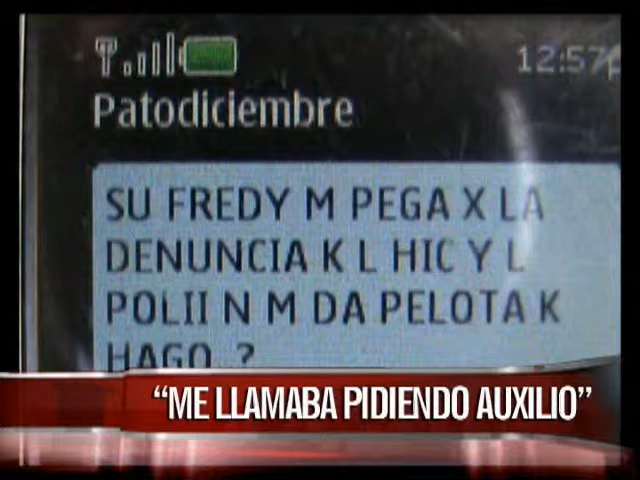 12:57
Patodiciembre
SU FREDY M PEGA X LA
DENUNCIA K L HIC Y L
POLII N M DA PELOTA K
HAGO ?
“ME LLAMABA PIDIENDO AUXILIO”